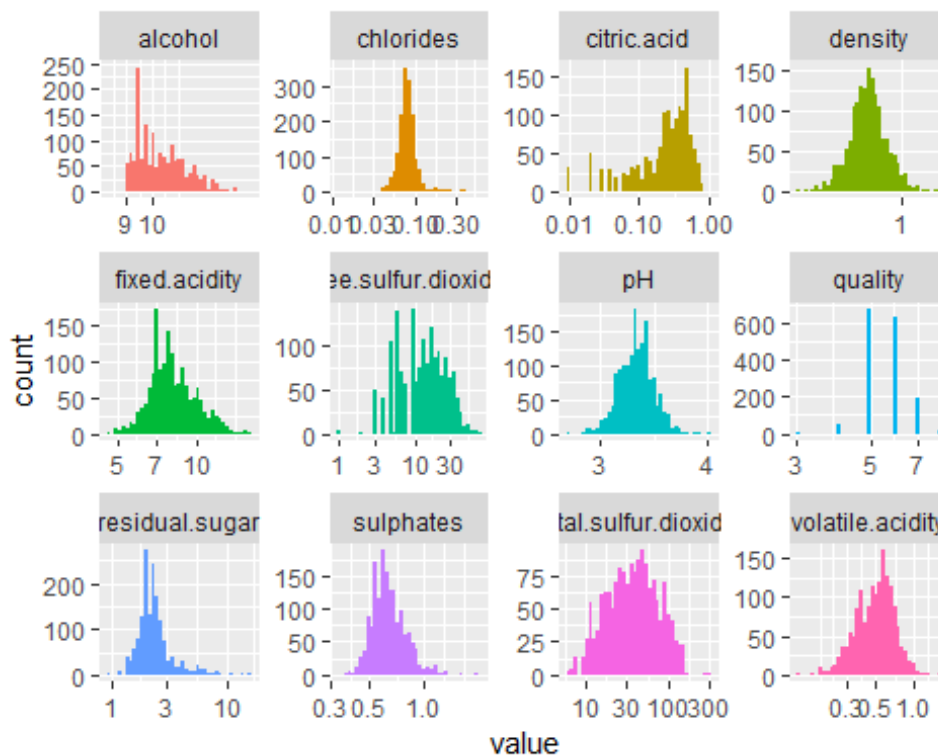 alcohol
chlorides
citric.acid
density
250
200
150
100
50
0
9 10
300
200
100
0
0.01 0.03 0.10 0.30
150
100
50
0
0.01 0.10 1.00
150
100
50
0
1
fixed.acidity
ee.sulfur.dioxid
pH
quality
150
100
50
0
5 7 10
100
50
0
1 3 10 30
150
100
50
0
3 4
600
400
200
0
3 5 7
residual.sugar
sulphates
tal.sulfur.dioxid
volatile.acidity
200
100
0
1 3 10
150
100
50
0
0.3 0.5 1.0
75
50
25
0
10 30 100 300
150
100
50
0
0.3 0.5 1.0
count
value